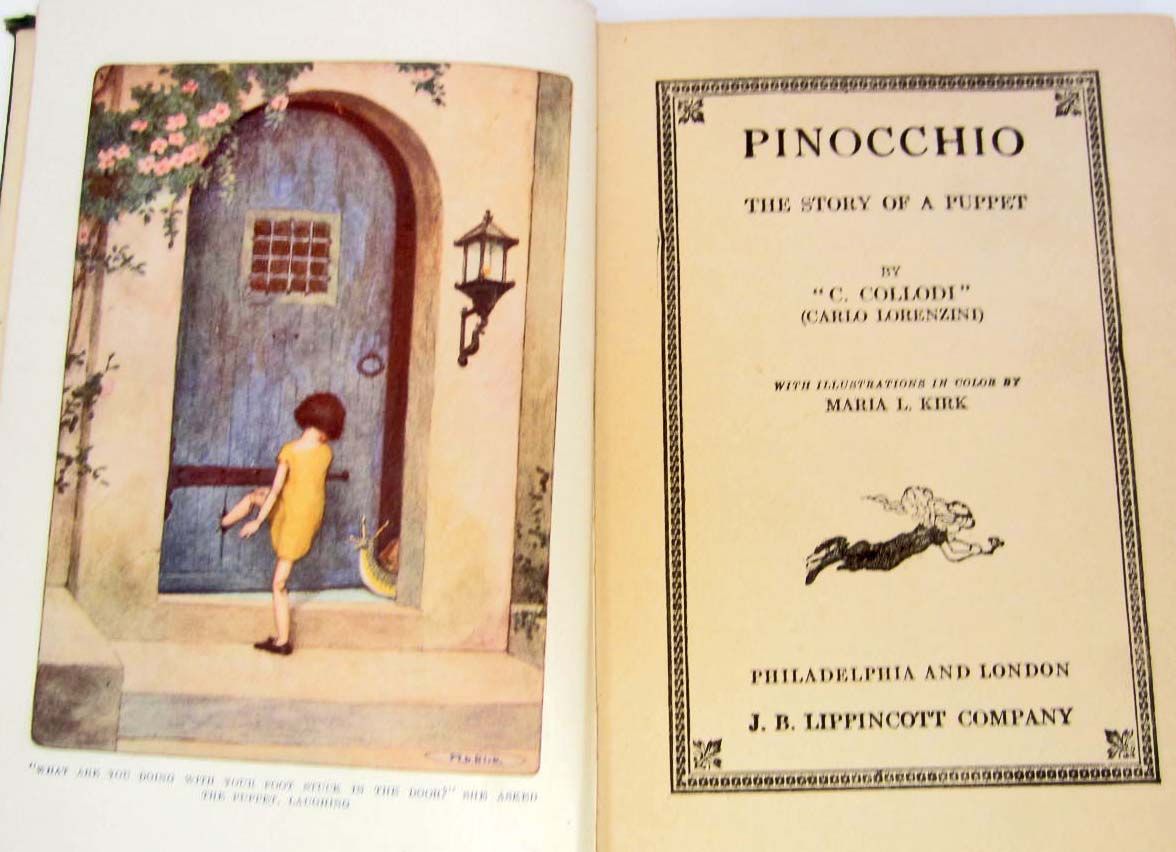 "WHAT ARE YOU DOING WITH YOUR FOOT STUCK IN THE DOOR?" SHE ASKED
THE PUPPET, LAUGHING
PINOCCHIO
THE STORY OF A PUPPET
BY
"C. COLLODI"
(CARLO LORENZINI)
WITH ILLUSTRATIONS IN COLOR BY
MARIA L. KIRK
PHILADELPHIA AND LONDON
J. B. LIPPINCOTT COMPANY